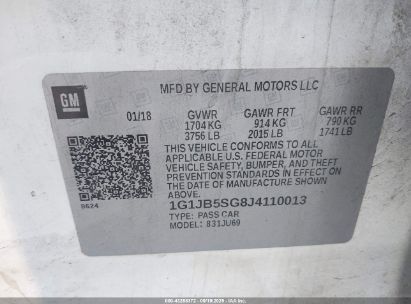 MFD BY GENERAL MOTORS LLC
GM
01/18 GVWR GAWR FRT GAWR RR
1704 KG 914 KG 790 KG
3756 LB 2015 LB 1741 LB
THIS VEHICLE CONFORMS TO ALL
APPLICABLE U.S. FEDERAL MOTOR
VEHICLE SAFETY, BUMPER, AND THEFT
PREVENTION STANDARDS IN EFFECT ON
THE DATE OF MANUFACTURE SHOWN ABOVE.
8624
1G1JB5SG8J4110013
TYPE: PASS CAR
MODEL: 831JU69